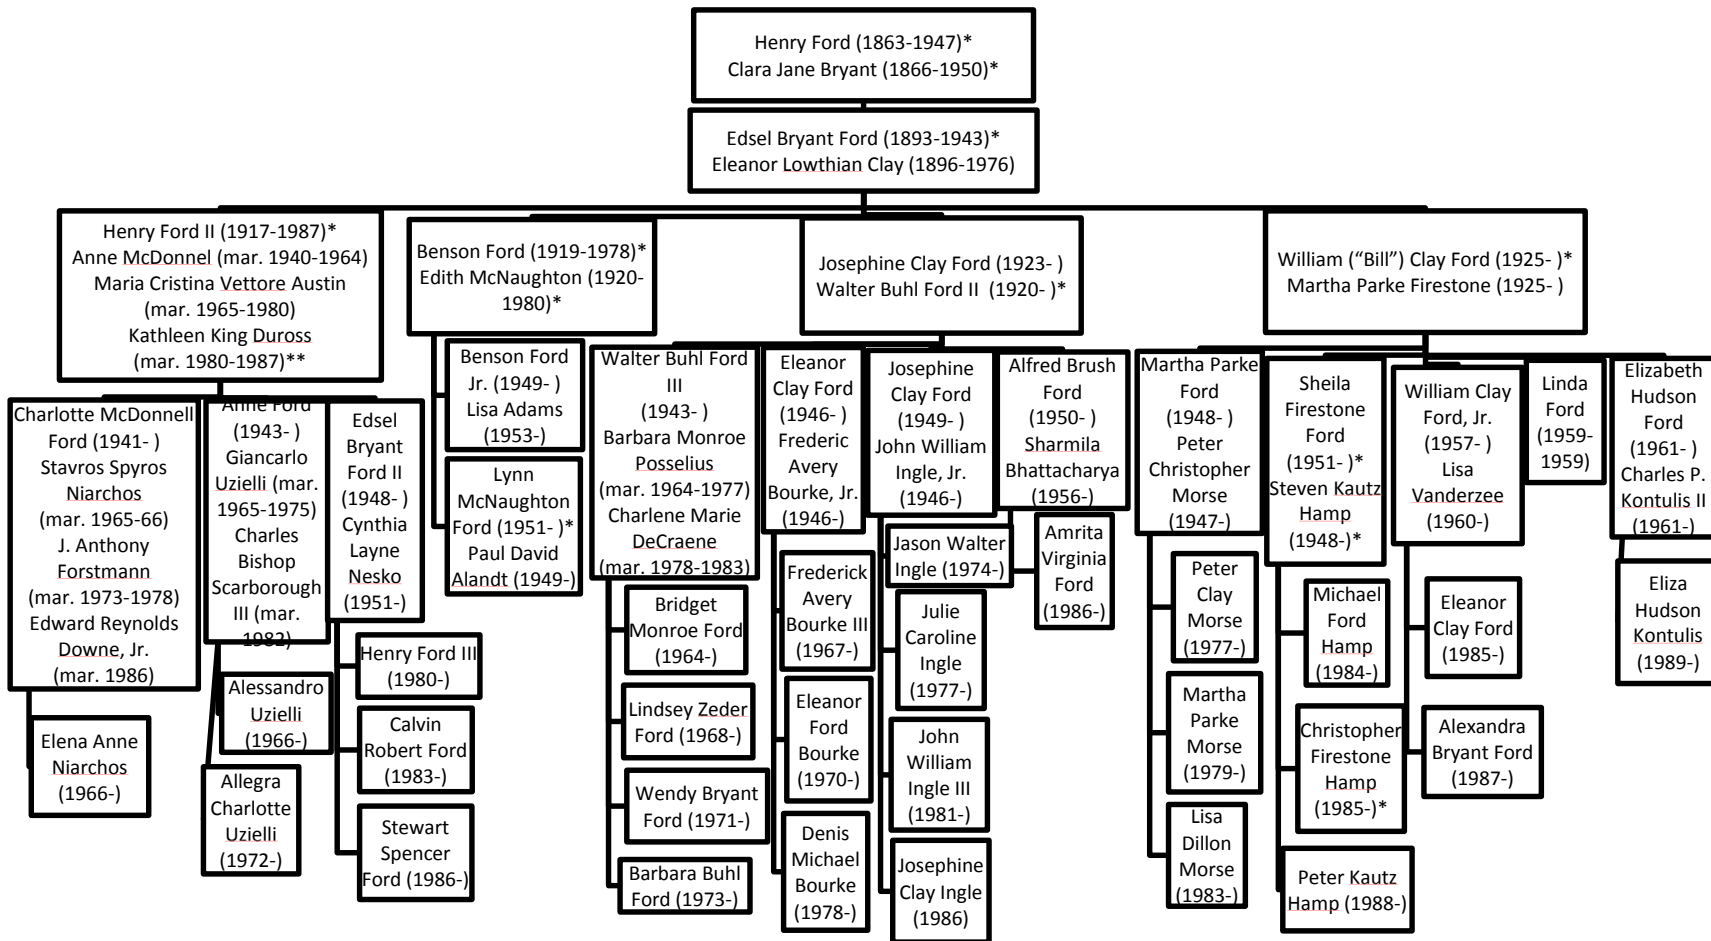 Henry Ford (1863-1947)*
Clara Jane Bryant (1866-1950)*
Edsel Bryant Ford (1893-1943)*
Eleanor Lowthian Clay (1896-1976)
Henry Ford II (1917-1987)*
Anne McDonnel (mar. 1940-1964)
Maria Cristina Vettore Austin
(mar. 1965-1980)
Kathleen King Duross
(mar. 1980-1987)**
Benson Ford (1919-1978)*
Edith McNaughton (1920-
1980)*
Josephine Clay Ford (1923- )
Walter Buhl Ford II (1920- )*
William (“Bill”) Clay Ford (1925- )*
Martha Parke Firestone (1925- )
Charlotte McDonnell
Ford (1941- )
Stavros Spyros
Niarchos
(mar. 1965-66)
J. Anthony
Forstmann
(mar. 1973-1978)
Edward Reynolds
Downe, Jr.
(mar. 1986)
Anne Ford
(1943- )
Giancarlo
Uzielli (mar.
1965-1975)
Charles
Bishop
Scarborough
III (mar.
1982)
Edsel
Bryant
Ford II
(1948- )
Cynthia
Layne
Nesko
(1951-)
Benson Ford
Jr. (1949- )
Lisa Adams
(1953-)
Lynn
McNaughton
Ford (1951- )*
Paul David
Alandt (1949-)
Walter Buhl Ford
III
(1943- )
Barbara Monroe
Posselius
(mar. 1964-1977)
Charlene Marie
DeCraene
(mar. 1978-1983)
Eleanor
Clay Ford
(1946- )
Frederic
Avery
Bourke, Jr.
(1946-)
Josephine
Clay Ford
(1949- )
John William
Ingle, Jr.
(1946-)
Alfred Brush
Ford
(1950- )
Sharmila
Bhattacharya
(1956-)
Martha Parke
Ford
(1948- )
Peter
Christopher
Morse
(1947-)
Sheila
Firestone
Ford
(1951- )*
Steven Kautz
Hamp
(1948-)*
William Clay
Ford, Jr.
(1957- )
Lisa
Vanderzee
(1960-)
Linda
Ford
(1959-
1959)
Elizabeth
Hudson
Ford
(1961- )
Charles P.
Kontulis II
(1961-)
Elena Anne
Niarchos
(1966-)
Alessandro
Uzielli
(1966-)
Allegra
Charlotte
Uzielli
(1972-)
Henry Ford III
(1980-)
Calvin
Robert Ford
(1983-)
Stewart
Spencer
Ford (1986-)
Bridget
Monroe Ford
(1964-)
Lindsey Zeder
Ford (1968-)
Wendy Bryant
Ford (1971-)
Barbara Buhl
Ford (1973-)
Frederick
Avery
Bourke III
(1967-)
Eleanor
Ford
Bourke
(1970-)
Denis
Michael
Bourke
(1978-)
Jason Walter
Ingle (1974-)
Julie
Caroline
Ingle
(1977-)
John
William
Ingle III
(1981-)
Josephine
Clay Ingle
(1986)
Amrita
Virginia
Ford
(1986-)
Peter
Clay
Morse
(1977-)
Martha
Parke
Morse
(1979-)
Lisa
Dillon
Morse
(1983-)
Michael
Ford
Hamp
(1984-)
Christopher
Firestone
Hamp
(1985-)*
Peter Kautz
Hamp (1988-)
Eleanor
Clay Ford
(1985-)
Alexandra
Bryant Ford
(1987-)
Eliza
Hudson
Kontulis
(1989-)